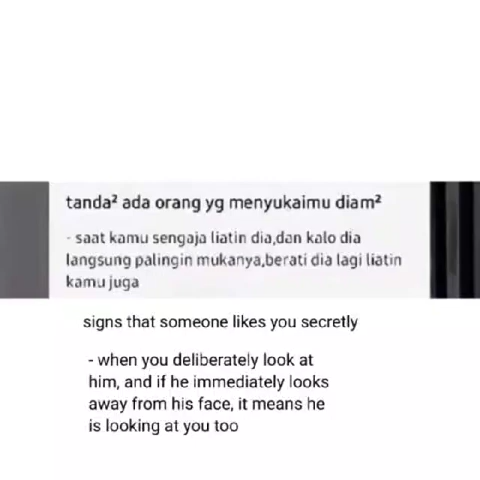 tanda² ada orang yg menyukaimu diam²
- saat kamu sengaja liatin dia,dan kalo dia
langsung palingin mukanya,berati dia lagi liatin
kamu juga
signs that someone likes you secretly
- when you deliberately look at
him, and if he immediately looks
away from his face, it means he
is looking at you too